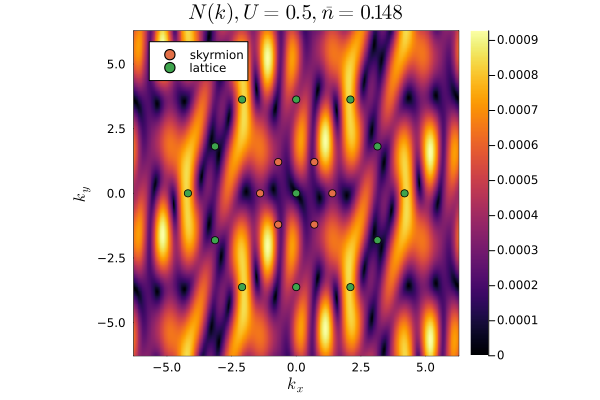 N(k), U = 0.5, n̄ = 0.148
skyrmion
lattice
5.0
2.5
0.0
−2.5
−5.0
k_y
−5.0 −2.5 0.0 2.5 5.0
k_x
0.0009
0.0008
0.0007
0.0006
0.0005
0.0004
0.0003
0.0002
0.0001
0